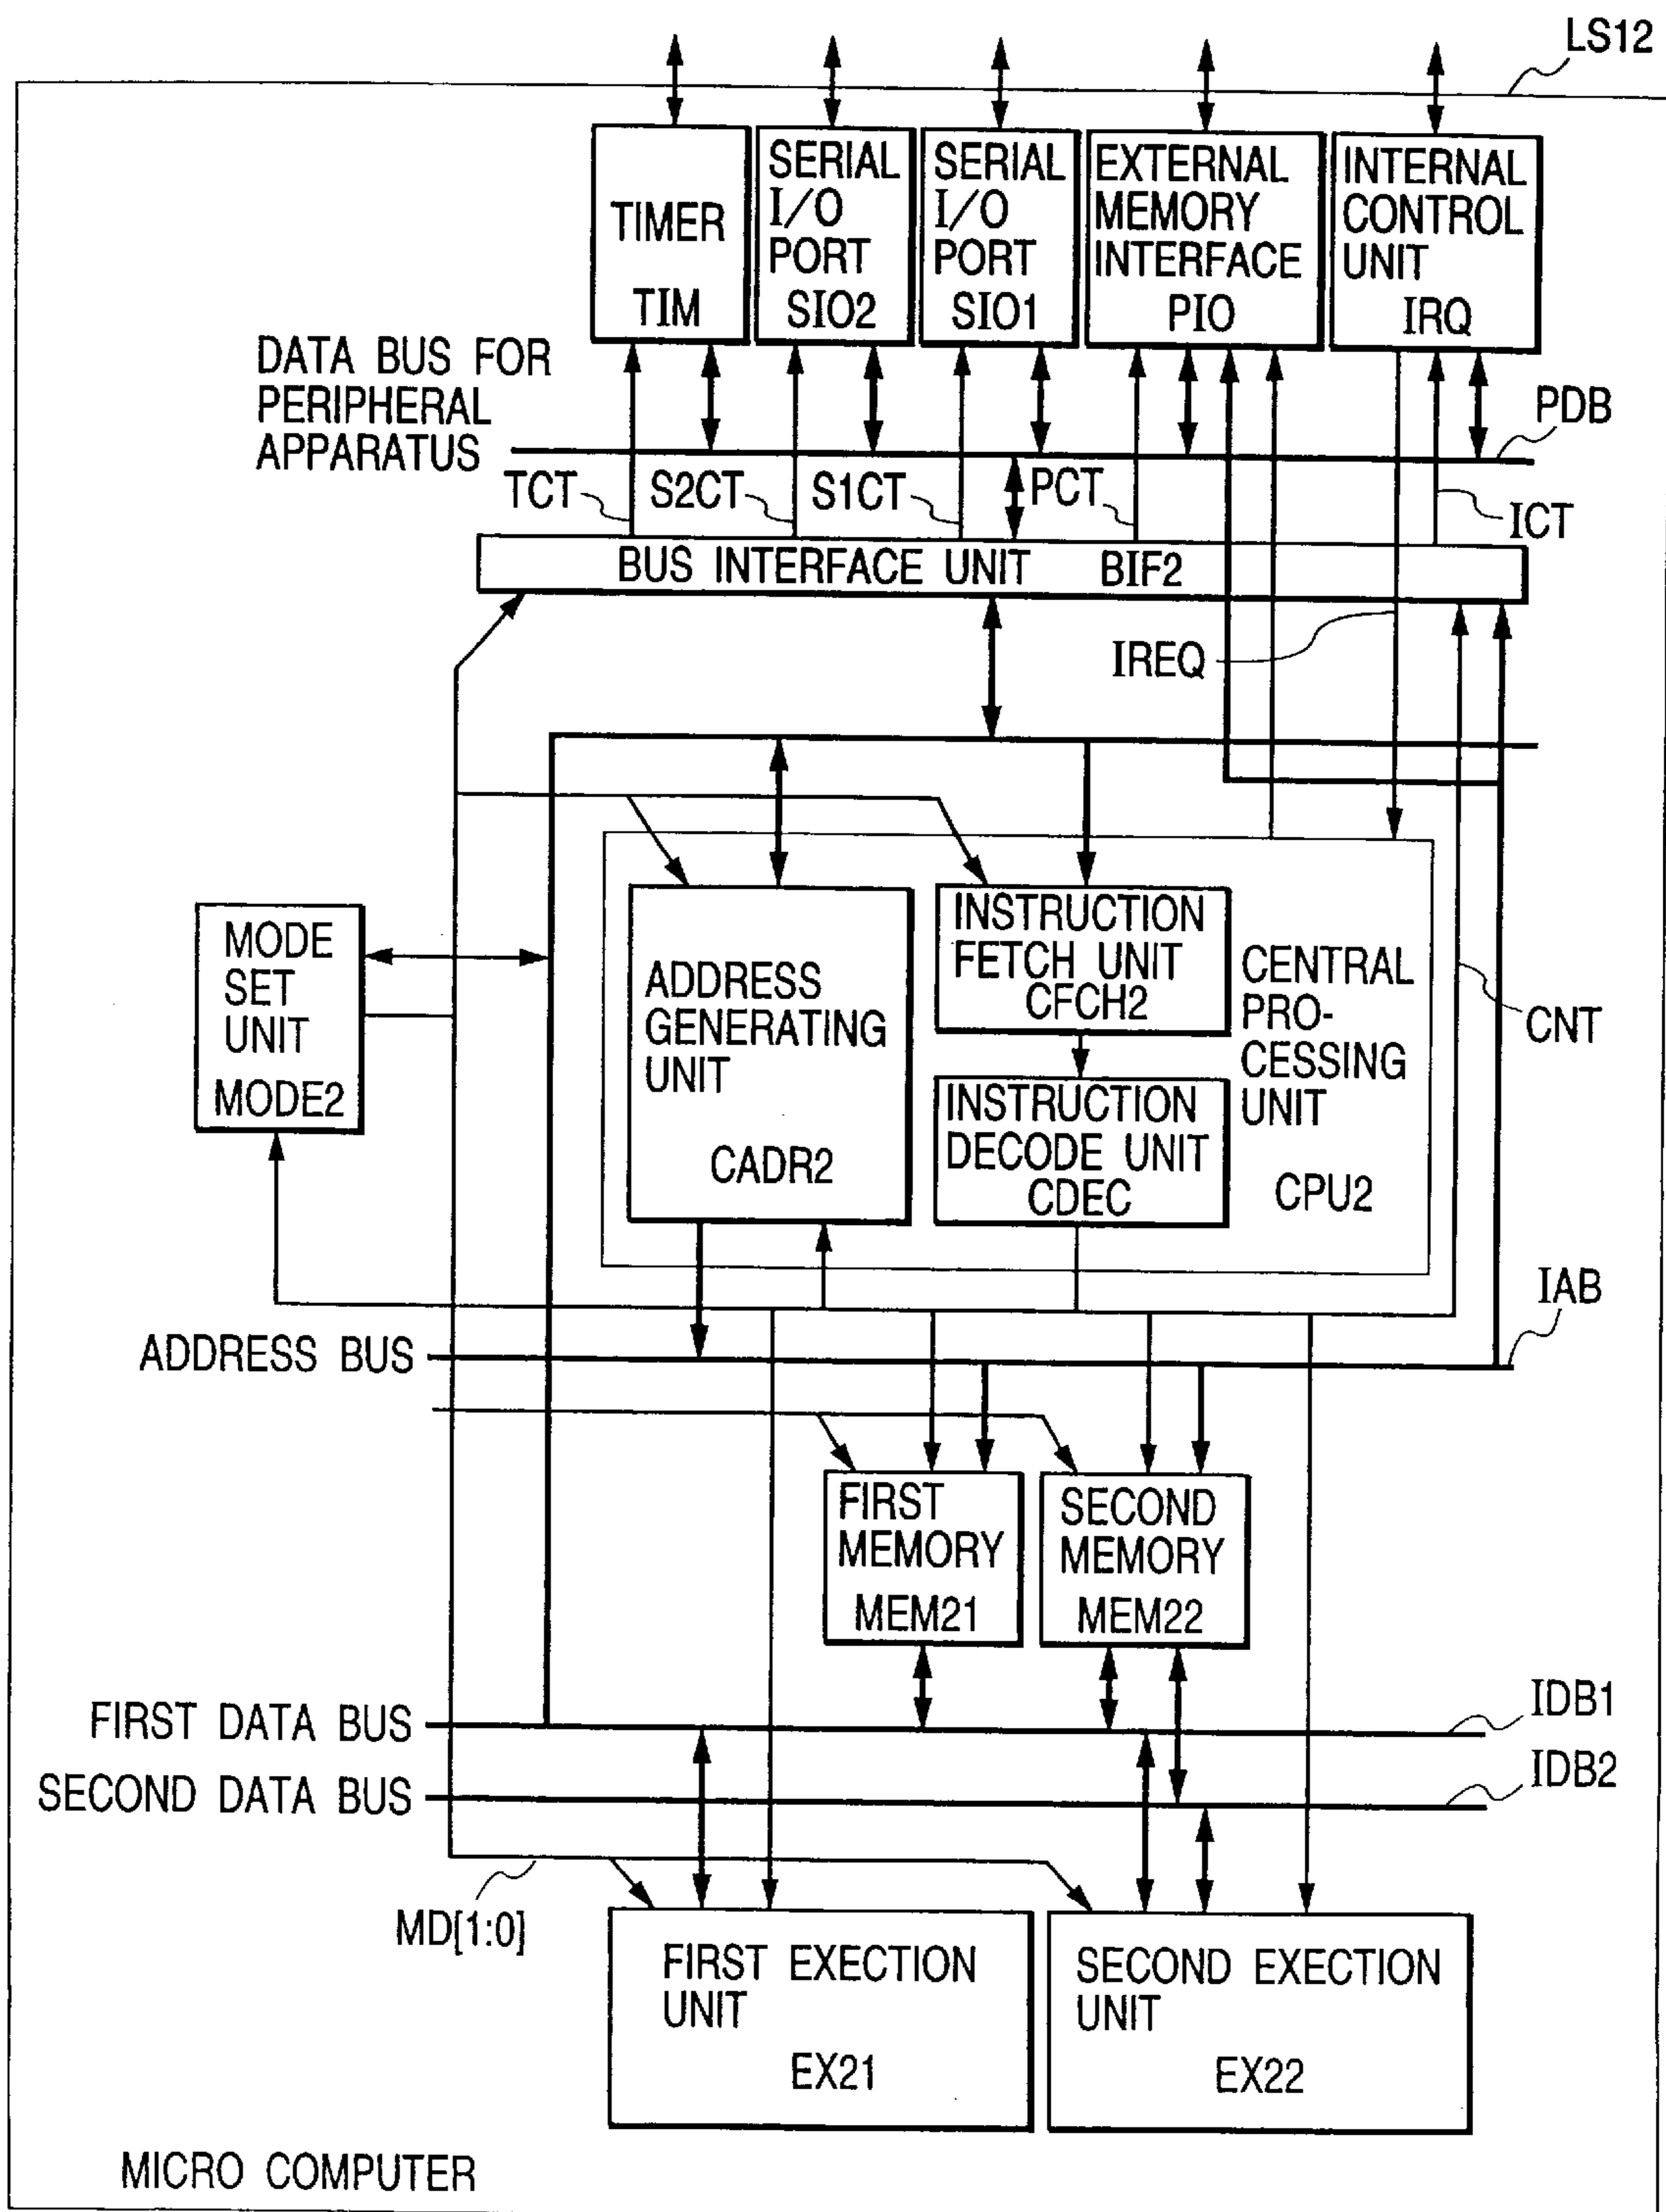 LS12
TIMER
TIM
SERIAL
I/O
PORT
SIO2
SERIAL
I/O
PORT
SIO1
EXTERNAL
MEMORY
INTERFACE
PIO
INTERNAL
CONTROL
UNIT
IRQ
DATA BUS FOR
PERIPHERAL
APPARATUS
PDB
TCT
S2CT
S1CT
PCT
ICT
BUS INTERFACE UNIT BIF2
IREQ
MODE
SET
UNIT
MODE2
ADDRESS
GENERATING
UNIT
CADR2
INSTRUCTION
FETCH UNIT
CFCH2
INSTRUCTION
DECODE UNIT
CDEC
CENTRAL
PRO-
CESSING
UNIT
CPU2
CNT
IAB
ADDRESS BUS
FIRST
MEMORY
MEM21
SECOND
MEMORY
MEM22
FIRST DATA BUS
IDB1
SECOND DATA BUS
IDB2
MD[1:0]
FIRST EXECTION
UNIT
EX21
SECOND EXECTION
UNIT
EX22
MICRO COMPUTER